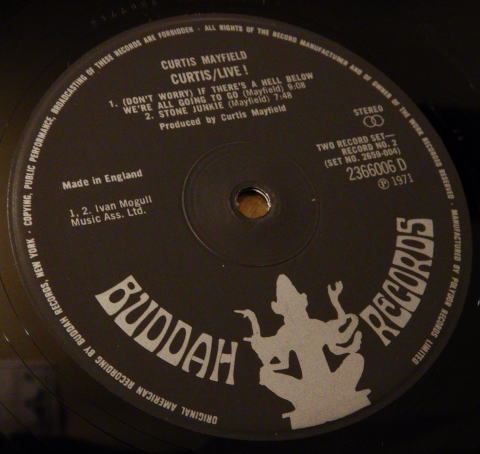 CURTIS MAYFIELD
CURTIS/LIVE!
1. (DON'T WORRY) IF THERE'S A HELL BELOW
WE'RE ALL GOING TO GO (Mayfield) 9:08
2. STONE JUNKIE (Mayfield) 7:48
Produced by Curtis Mayfield
STEREO
TWO RECORD SET—
RECORD NO. 2
(SET NO. 2659-004)
2366006 D
℗ 1971
Made in England
1, 2. Ivan Mogull
Music Ass. Ltd.
BUDDAH RECORDS
ORIGINAL AMERICAN RECORDING BY BUDDAH RECORDS, NEW YORK · COPYING, PUBLIC PERFORMANCE, BROADCASTING OF THESE RECORDS ARE FORBIDDEN · ALL RIGHTS OF THE RECORD MANUFACTURER AND OF OWNER OF THE WORK RECORDED RESERVED · MANUFACTURED BY POLYDOR RECORDS LIMITED